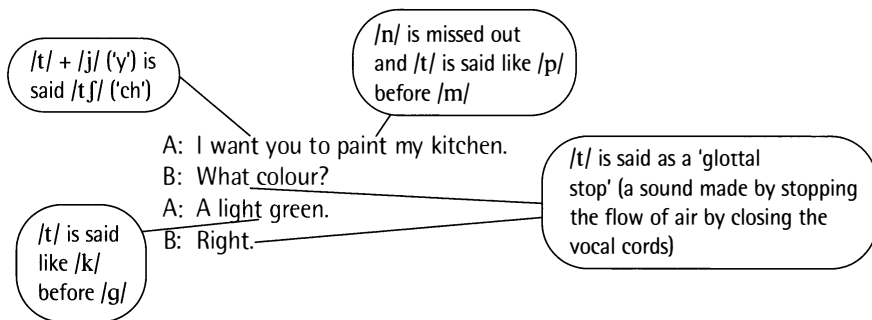 /n/ is missed out
and /t/ is said like /p/
before /m/
/t/ + /j/ ('y') is
said /tʃ/ ('ch')
A: I want you to paint my kitchen.
B: What colour?
A: A light green.
B: Right.
/t/ is said as a 'glottal
stop' (a sound made by stopping
the flow of air by closing the
vocal cords)
/t/ is said
like /k/
before /g/